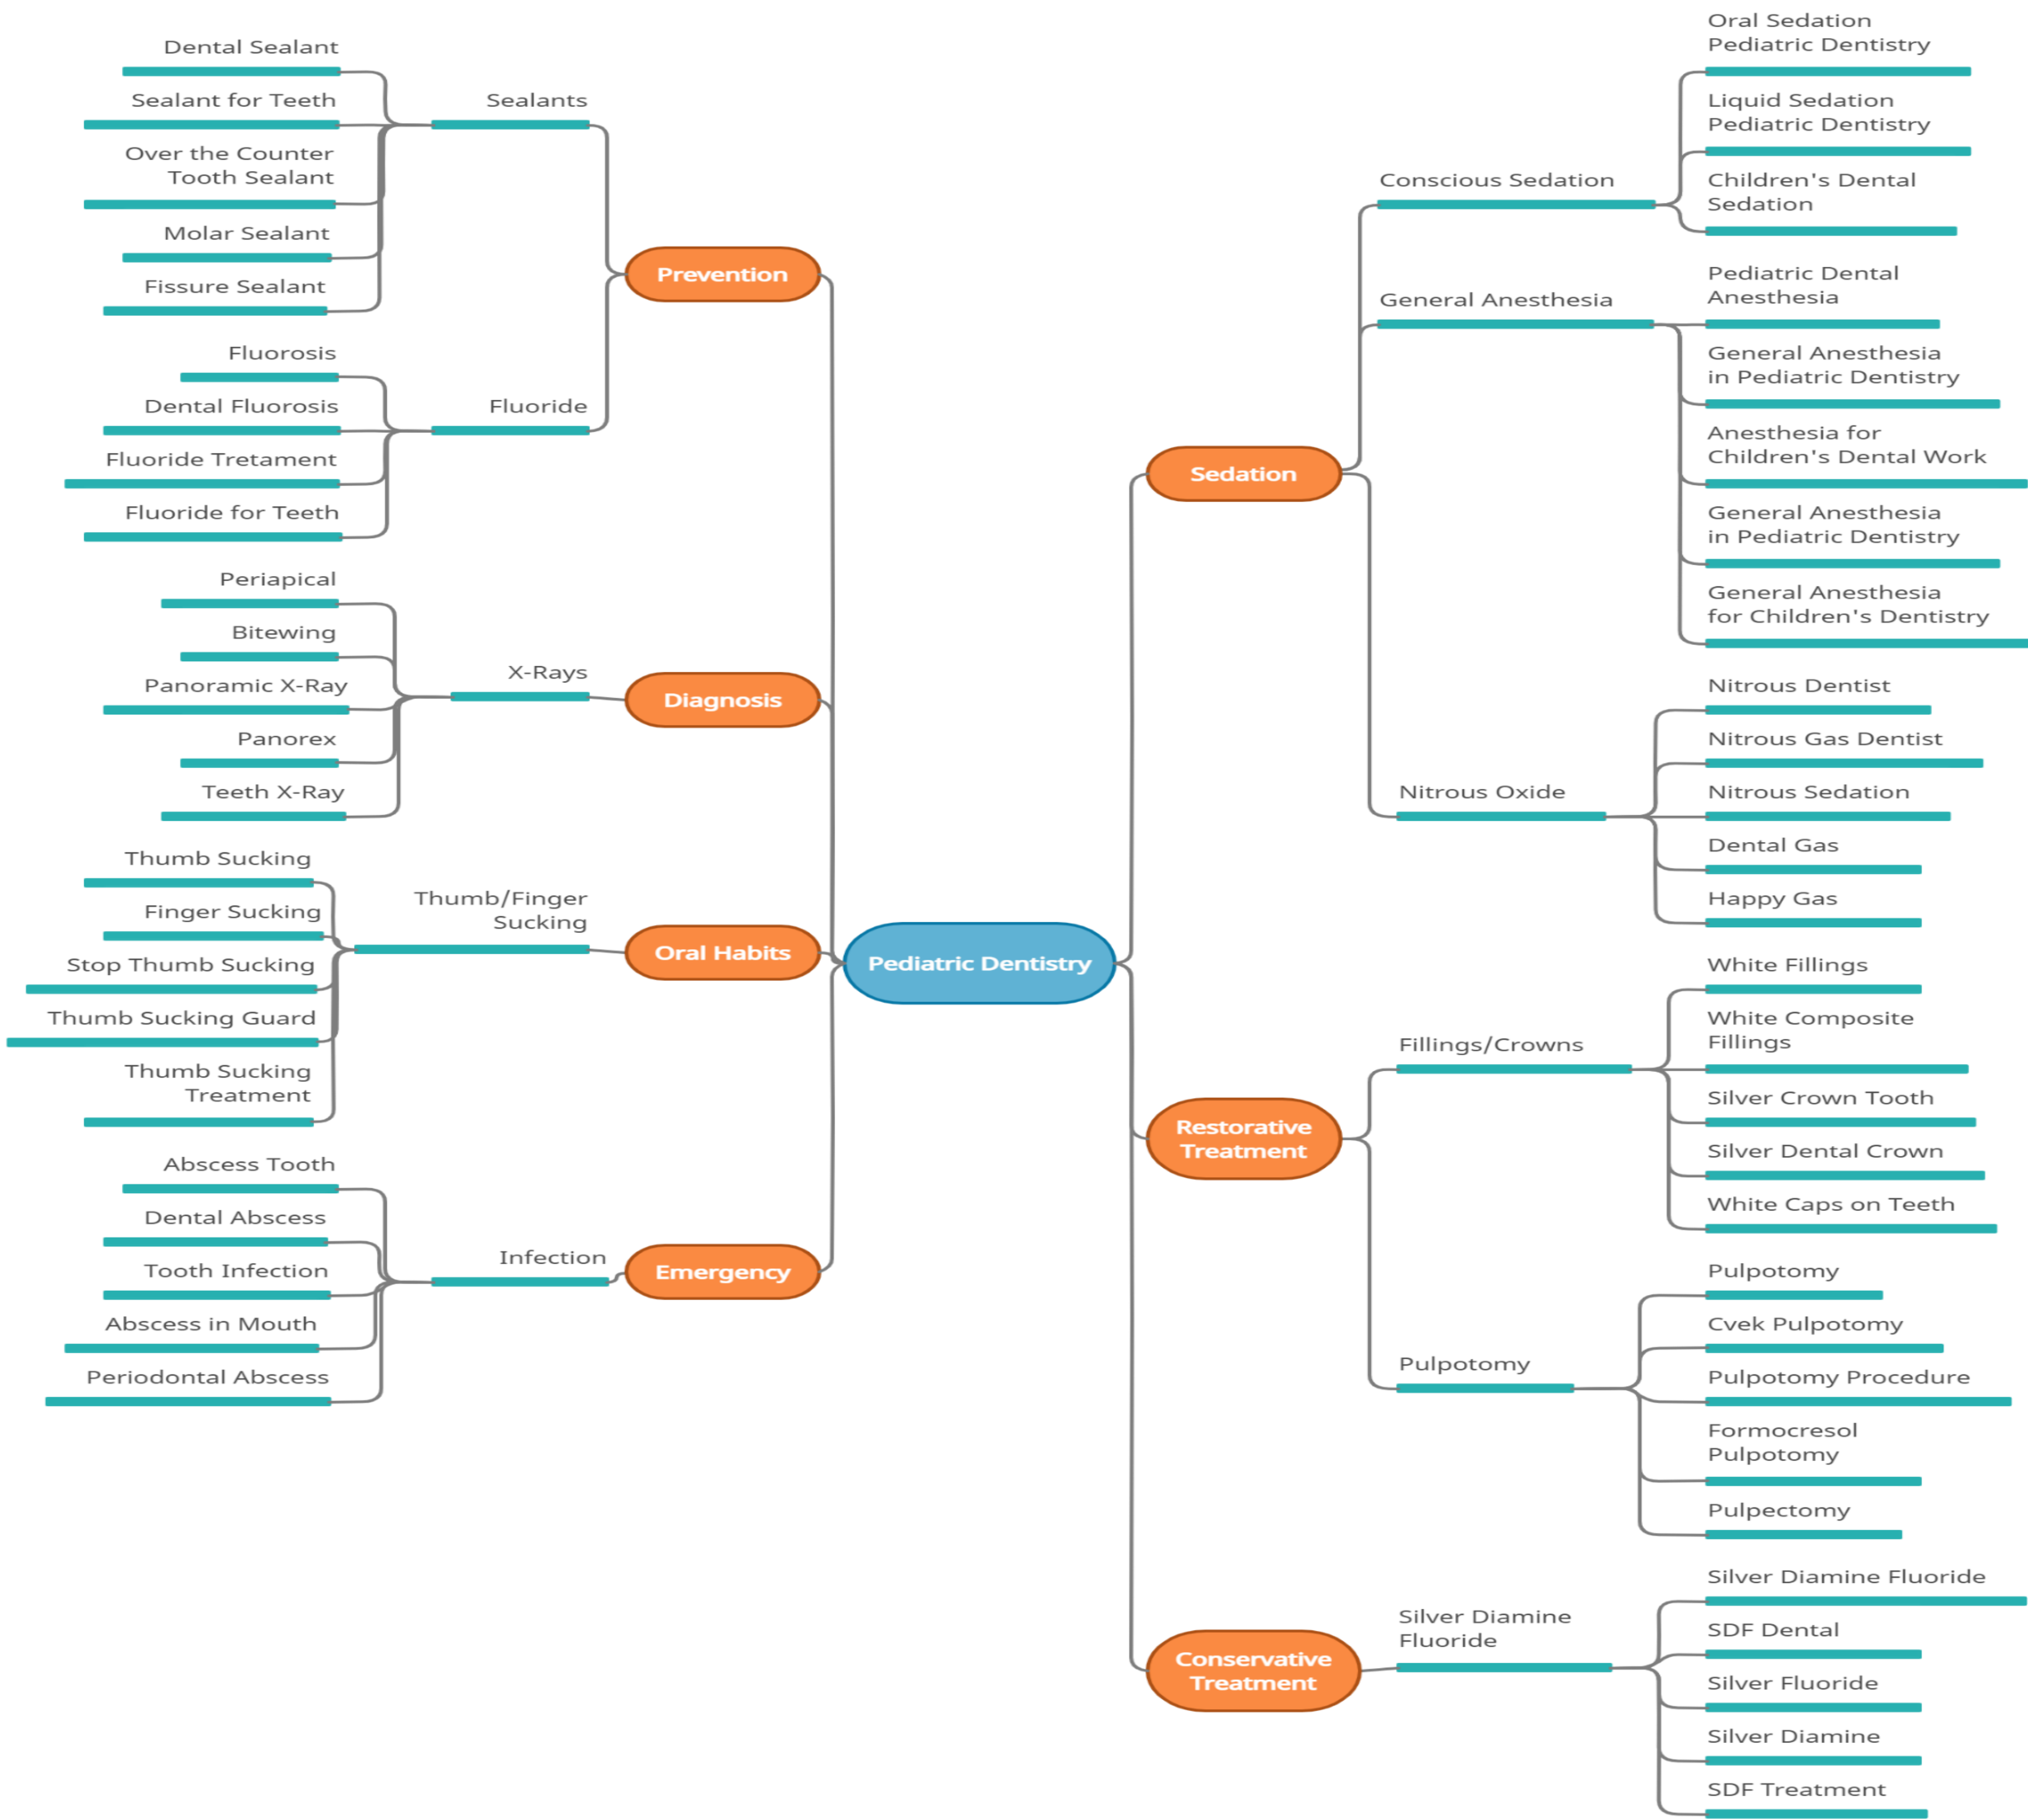 Dental Sealant
Sealant for Teeth
Over the Counter
Tooth Sealant
Molar Sealant
Fissure Sealant
Sealants
Fluorosis
Dental Fluorosis
Fluoride Tretament
Fluoride for Teeth
Fluoride
Prevention
Periapical
Bitewing
Panoramic X-Ray
Panorex
Teeth X-Ray
X-Rays
Diagnosis
Thumb Sucking
Finger Sucking
Stop Thumb Sucking
Thumb Sucking Guard
Thumb Sucking
Treatment
Thumb/Finger
Sucking
Oral Habits
Abscess Tooth
Dental Abscess
Tooth Infection
Abscess in Mouth
Periodontal Abscess
Infection
Emergency
Pediatric Dentistry
Sedation
Conscious Sedation
Oral Sedation
Pediatric Dentistry
Liquid Sedation
Pediatric Dentistry
Children's Dental
Sedation
General Anesthesia
Pediatric Dental
Anesthesia
General Anesthesia
in Pediatric Dentistry
Anesthesia for
Children's Dental Work
General Anesthesia
in Pediatric Dentistry
General Anesthesia
for Children's Dentistry
Nitrous Oxide
Nitrous Dentist
Nitrous Gas Dentist
Nitrous Sedation
Dental Gas
Happy Gas
Restorative
Treatment
Fillings/Crowns
White Fillings
White Composite
Fillings
Silver Crown Tooth
Silver Dental Crown
White Caps on Teeth
Pulpotomy
Pulpotomy
Cvek Pulpotomy
Pulpotomy Procedure
Formocresol
Pulpotomy
Pulpectomy
Conservative
Treatment
Silver Diamine
Fluoride
Silver Diamine Fluoride
SDF Dental
Silver Fluoride
Silver Diamine
SDF Treatment